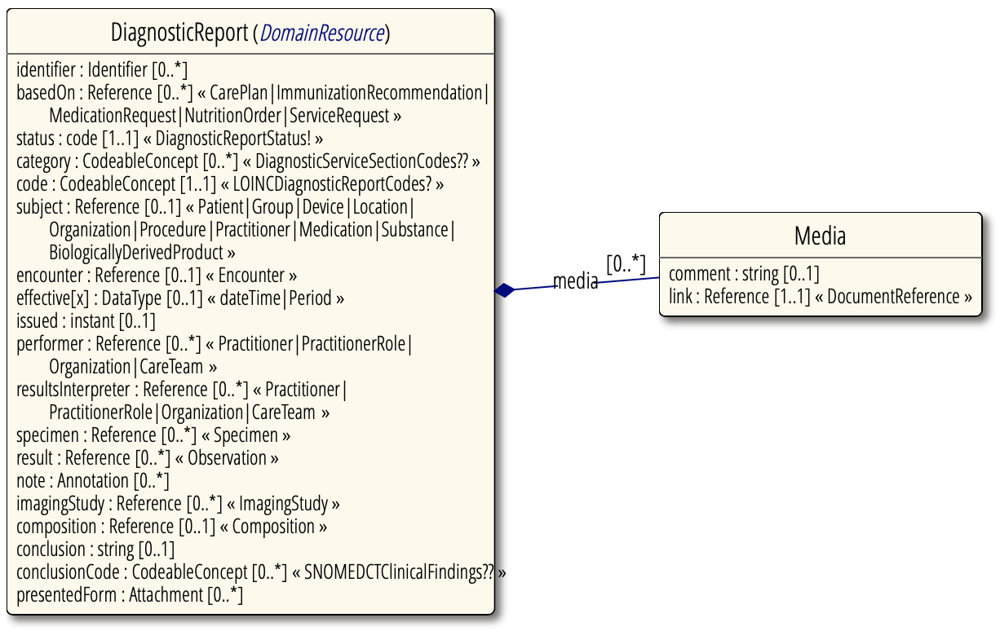 DiagnosticReport (DomainResource)
identifier : Identifier [0..*]
basedOn : Reference [0..*] « CarePlan|ImmunizationRecommendation|
MedicationRequest|NutritionOrder|ServiceRequest »
status : code [1..1] « DiagnosticReportStatus! »
category : CodeableConcept [0..*] « DiagnosticServiceSectionCodes?? »
code : CodeableConcept [1..1] « LOINCDiagnosticReportCodes? »
subject : Reference [0..1] « Patient|Group|Device|Location|
Organization|Procedure|Practitioner|Medication|Substance|
BiologicallyDerivedProduct »
encounter : Reference [0..1] « Encounter »
effective[x] : DataType [0..1] « dateTime|Period »
issued : instant [0..1]
performer : Reference [0..*] « Practitioner|PractitionerRole|
Organization|CareTeam »
resultsInterpreter : Reference [0..*] « Practitioner|
PractitionerRole|Organization|CareTeam »
specimen : Reference [0..*] « Specimen »
result : Reference [0..*] « Observation »
note : Annotation [0..*]
imagingStudy : Reference [0..*] « ImagingStudy »
composition : Reference [0..1] « Composition »
conclusion : string [0..1]
conclusionCode : CodeableConcept [0..*] « SNOMEDCTClinicalFindings?? »
presentedForm : Attachment [0..*]
media
[0..*]
Media
comment : string [0..1]
link : Reference [1..1] « DocumentReference »